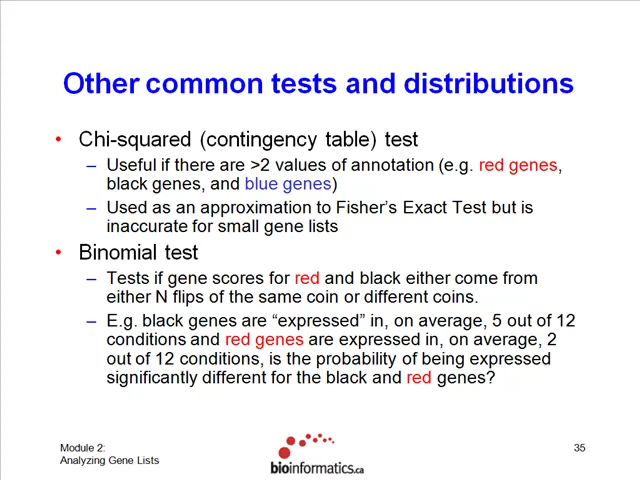 Other common tests and distributions
• Chi-squared (contingency table) test
– Useful if there are >2 values of annotation (e.g. red genes,
black genes, and blue genes)
– Used as an approximation to Fisher's Exact Test but is
inaccurate for small gene lists
• Binomial test
– Tests if gene scores for red and black either come from
either N flips of the same coin or different coins.
– E.g. black genes are “expressed” in, on average, 5 out of 12
conditions and red genes are expressed in, on average, 2
out of 12 conditions, is the probability of being expressed
significantly different for the black and red genes?
Module 2:
Analyzing Gene Lists
bioinformatics.ca
35